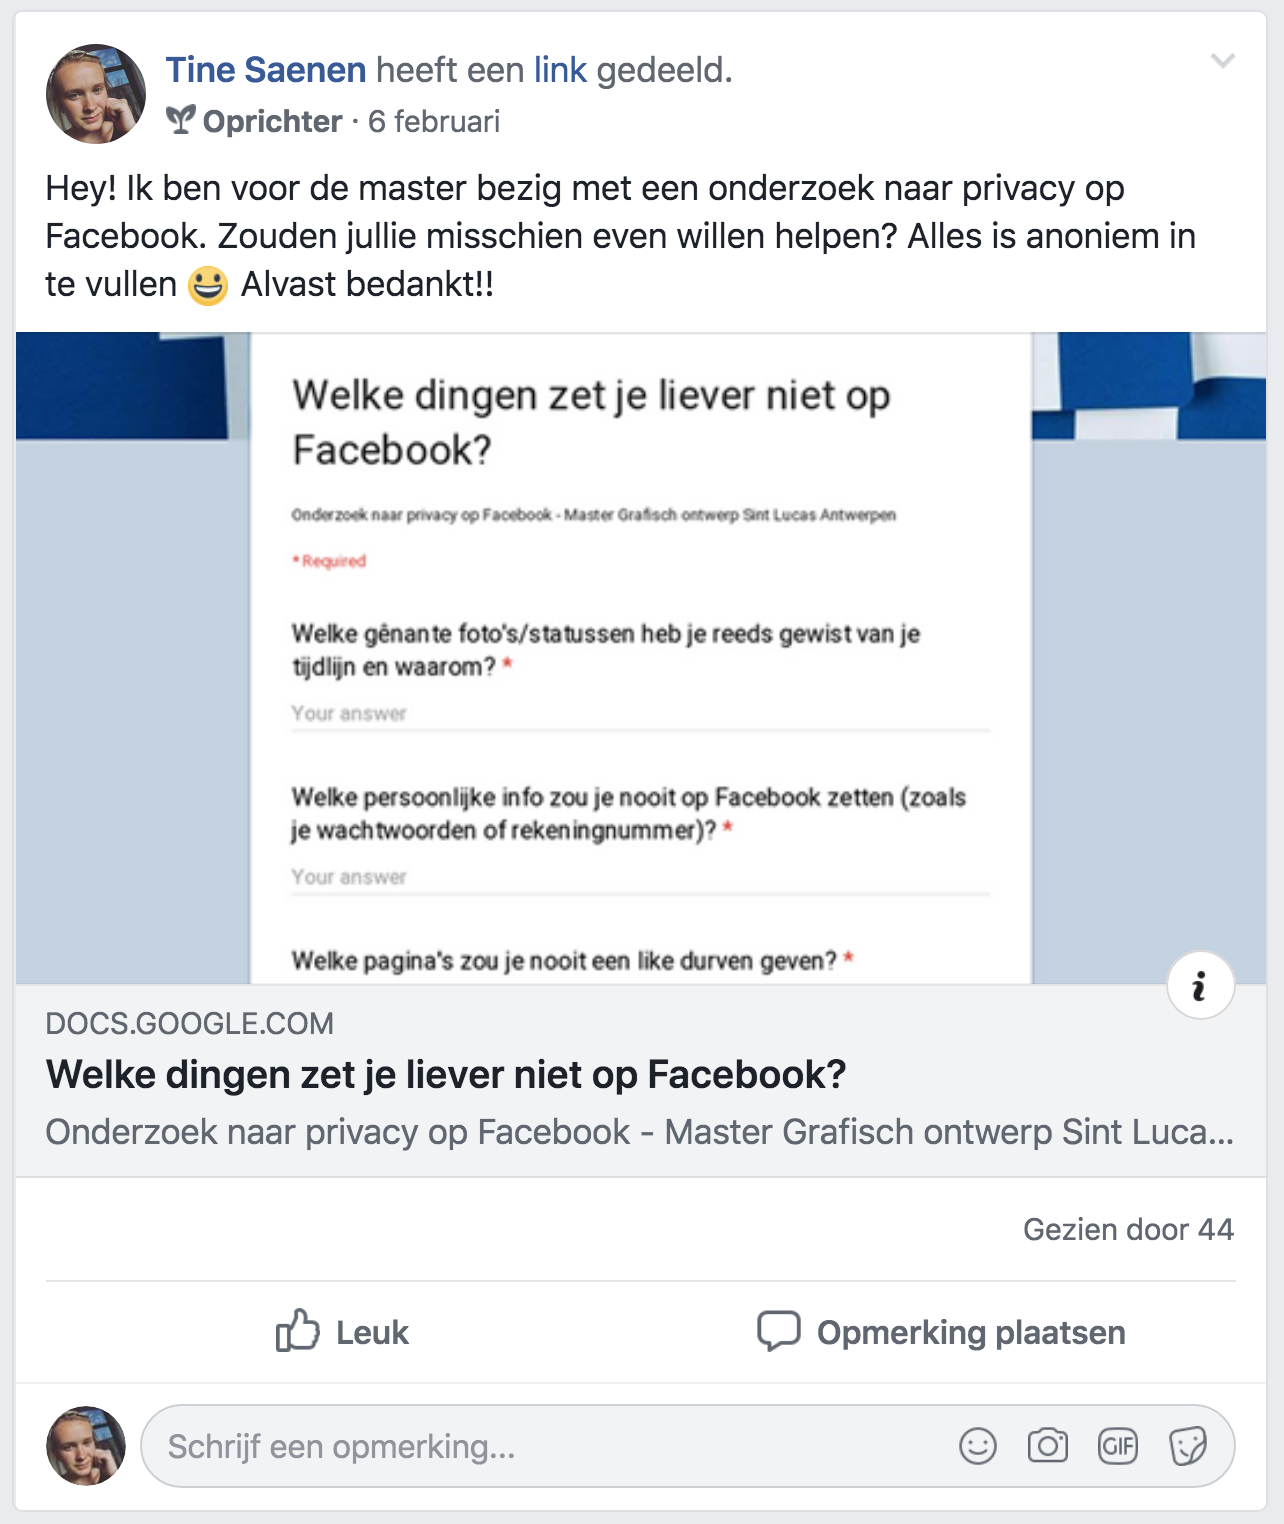 Tine Saenen heeft een link gedeeld.
Oprichter · 6 februari
Hey! Ik ben voor de master bezig met een onderzoek naar privacy op
Facebook. Zouden jullie misschien even willen helpen? Alles is anoniem in
te vullen 😀 Alvast bedankt!!
Welke dingen zet je liever niet op
Facebook?
Onderzoek naar privacy op Facebook - Master Grafisch ontwerp Sint Lucas Antwerpen
* Required
Welke gênante foto's/statussen heb je reeds gewist van je
tijdlijn en waarom? *
Your answer
Welke persoonlijke info zou je nooit op Facebook zetten (zoals
je wachtwoorden of rekeningnummer)? *
Your answer
Welke pagina's zou je nooit een like durven geven? *
i
DOCS.GOOGLE.COM
Welke dingen zet je liever niet op Facebook?
Onderzoek naar privacy op Facebook - Master Grafisch ontwerp Sint Luca...
Gezien door 44
Leuk
Opmerking plaatsen
Schrijf een opmerking...
GIF